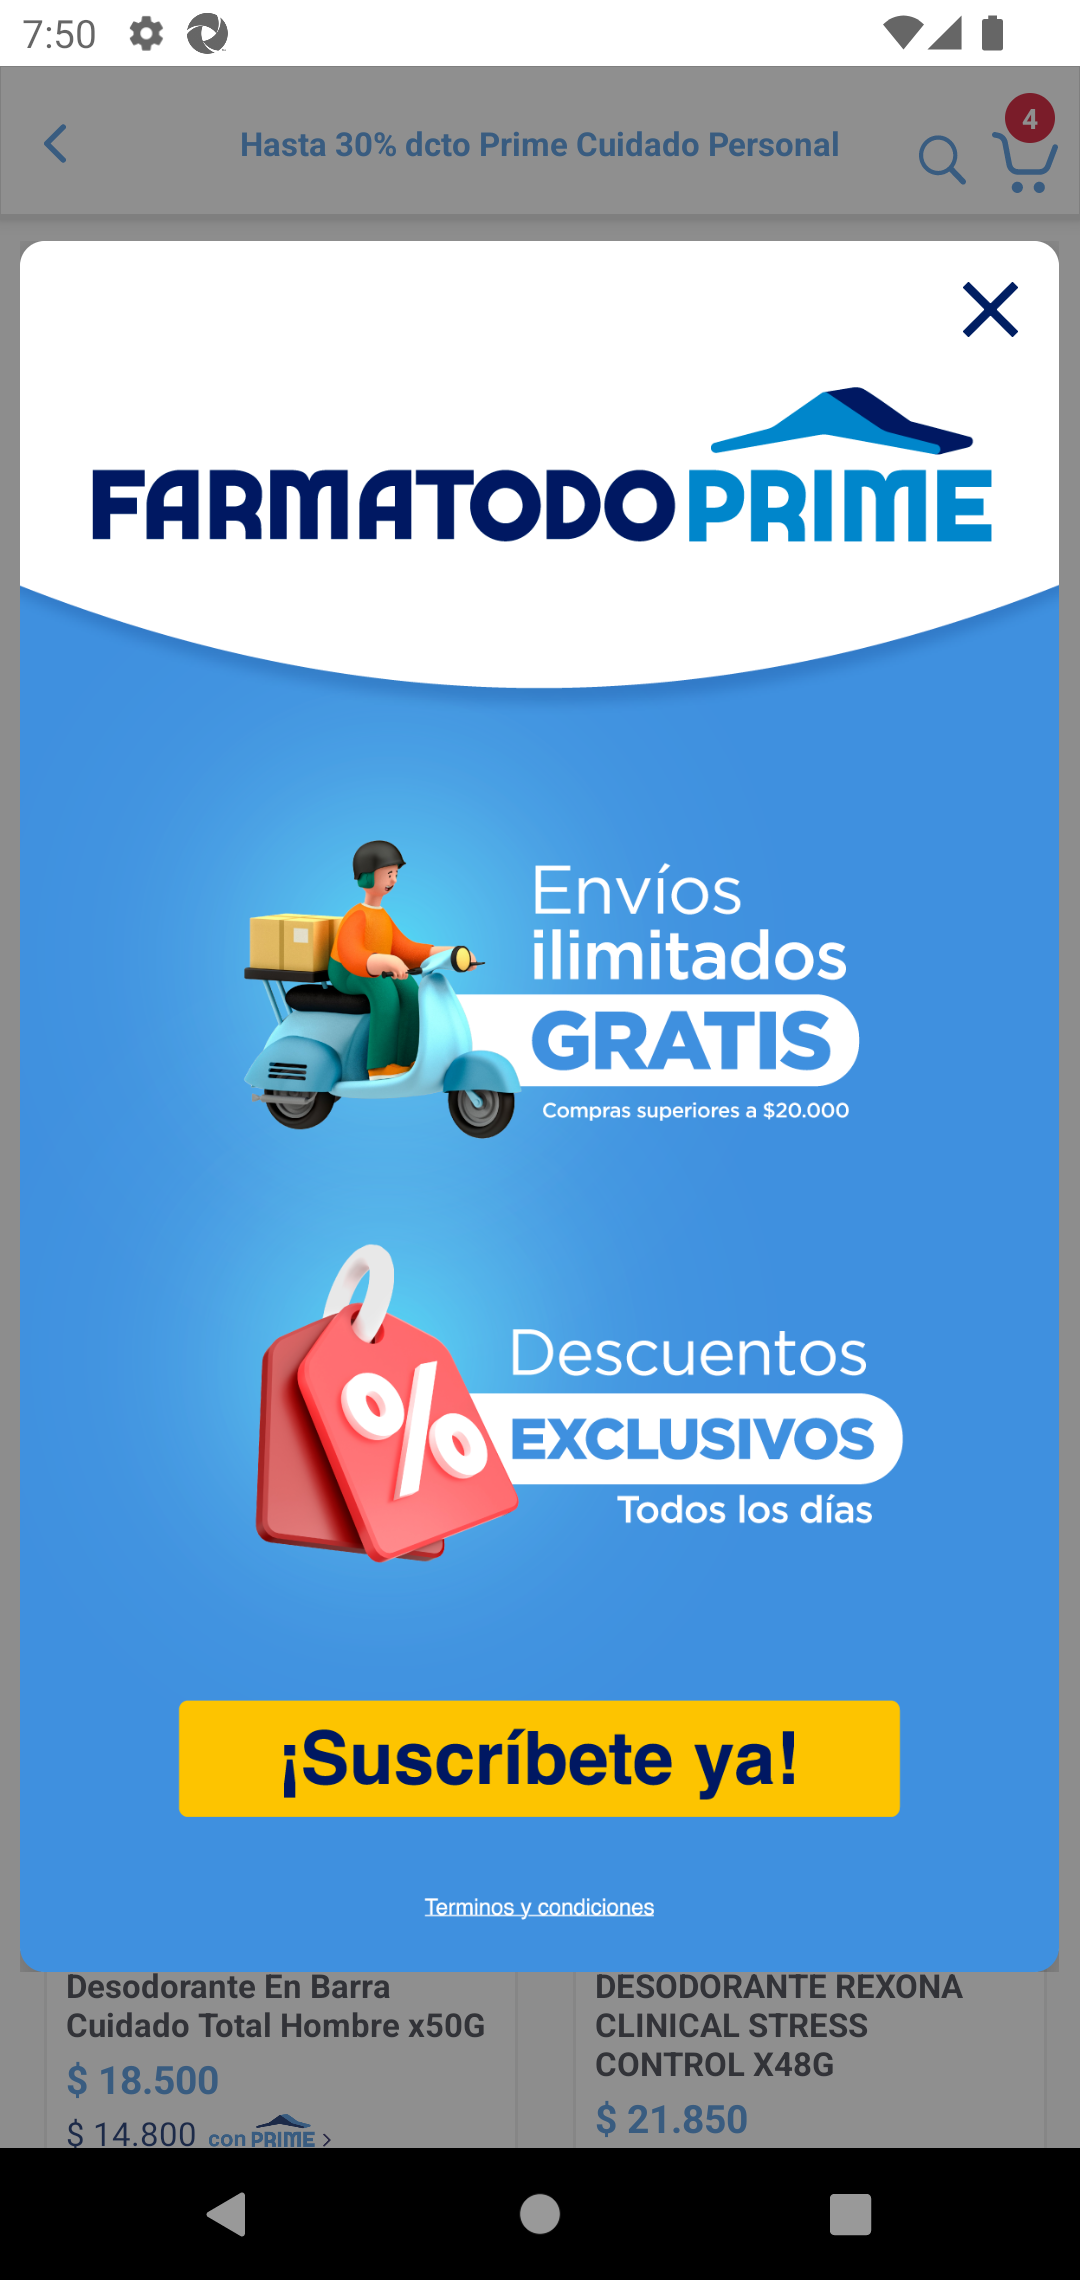 7:50
Hasta 30% dcto Prime Cuidado Personal
4
FARMATODO PRIME
Envíos
ilimitados
GRATIS
Compras superiores a $20.000
Descuentos
EXCLUSIVOS
Todos los días
¡Suscríbete ya!
Terminos y condiciones
Desodorante En Barra
Cuidado Total Hombre x50G
$ 18.500
$ 14.800 con PRIME >
DESODORANTE REXONA
CLINICAL STRESS
CONTROL X48G
$ 21.850